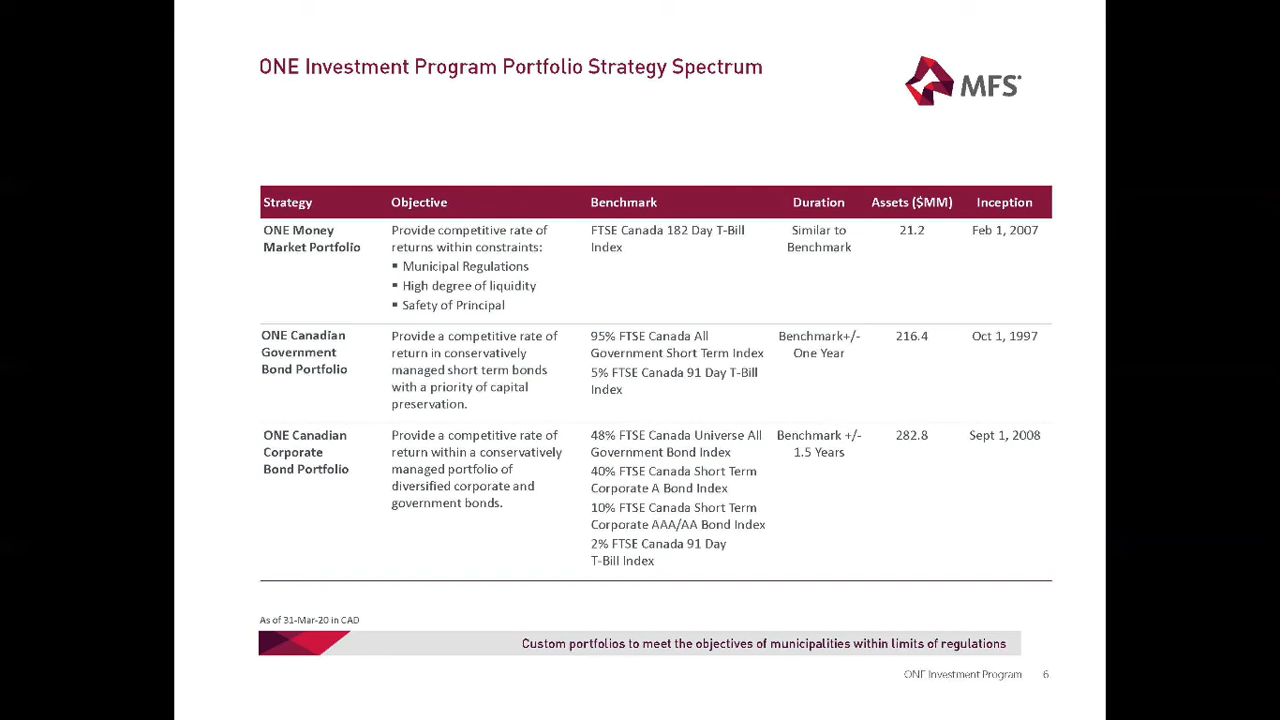 ONE Investment Program Portfolio Strategy Spectrum
MFS
Strategy Objective Benchmark Duration Assets ($MM) Inception
ONE Money
Market Portfolio
Provide competitive rate of
returns within constraints:
▪ Municipal Regulations
▪ High degree of liquidity
▪ Safety of Principal
FTSE Canada 182 Day T-Bill
Index
Similar to
Benchmark
21.2
Feb 1, 2007
ONE Canadian
Government
Bond Portfolio
Provide a competitive rate of
return in conservatively
managed short term bonds
with a priority of capital
preservation.
95% FTSE Canada All
Government Short Term Index
5% FTSE Canada 91 Day T-Bill
Index
Benchmark+/-
One Year
216.4
Oct 1, 1997
ONE Canadian
Corporate
Bond Portfolio
Provide a competitive rate of
return within a conservatively
managed portfolio of
diversified corporate and
government bonds.
48% FTSE Canada Universe All
Government Bond Index
40% FTSE Canada Short Term
Corporate A Bond Index
10% FTSE Canada Short Term
Corporate AAA/AA Bond Index
2% FTSE Canada 91 Day
T-Bill Index
Benchmark +/-
1.5 Years
282.8
Sept 1, 2008
As of 31-Mar-20 in CAD
Custom portfolios to meet the objectives of municipalities within limits of regulations
ONE Investment Program 6